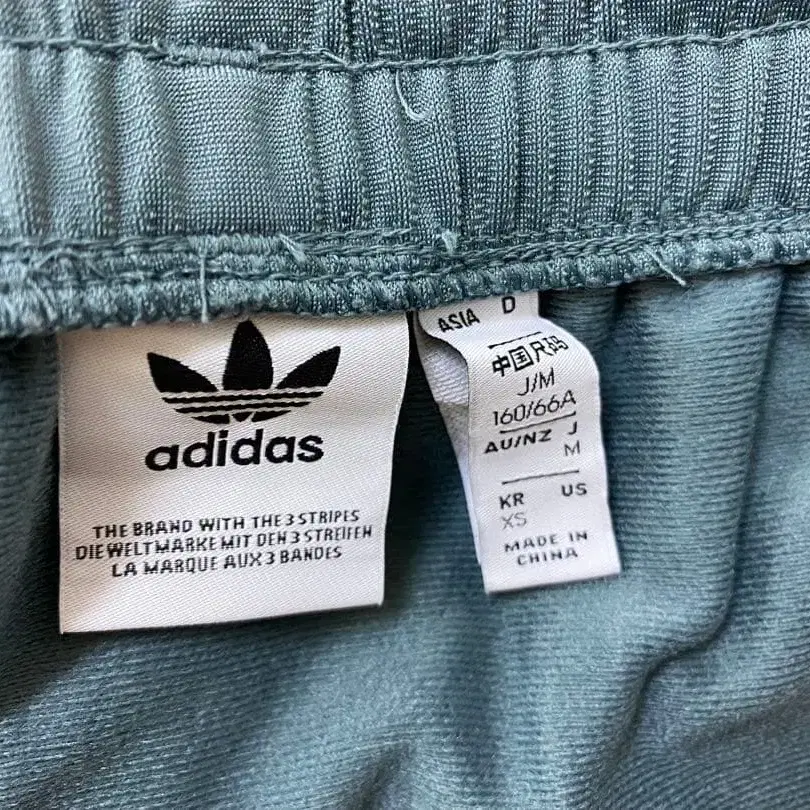 adidas
THE BRAND WITH THE 3 STRIPES
DIE WELTMARKE MIT DEN 3 STREIFEN
LA MARQUE AUX 3 BANDES
ASIA D
中国尺码
J/M
160/66A
AU/NZ J
M
KR US
XS
MADE IN
CHINA